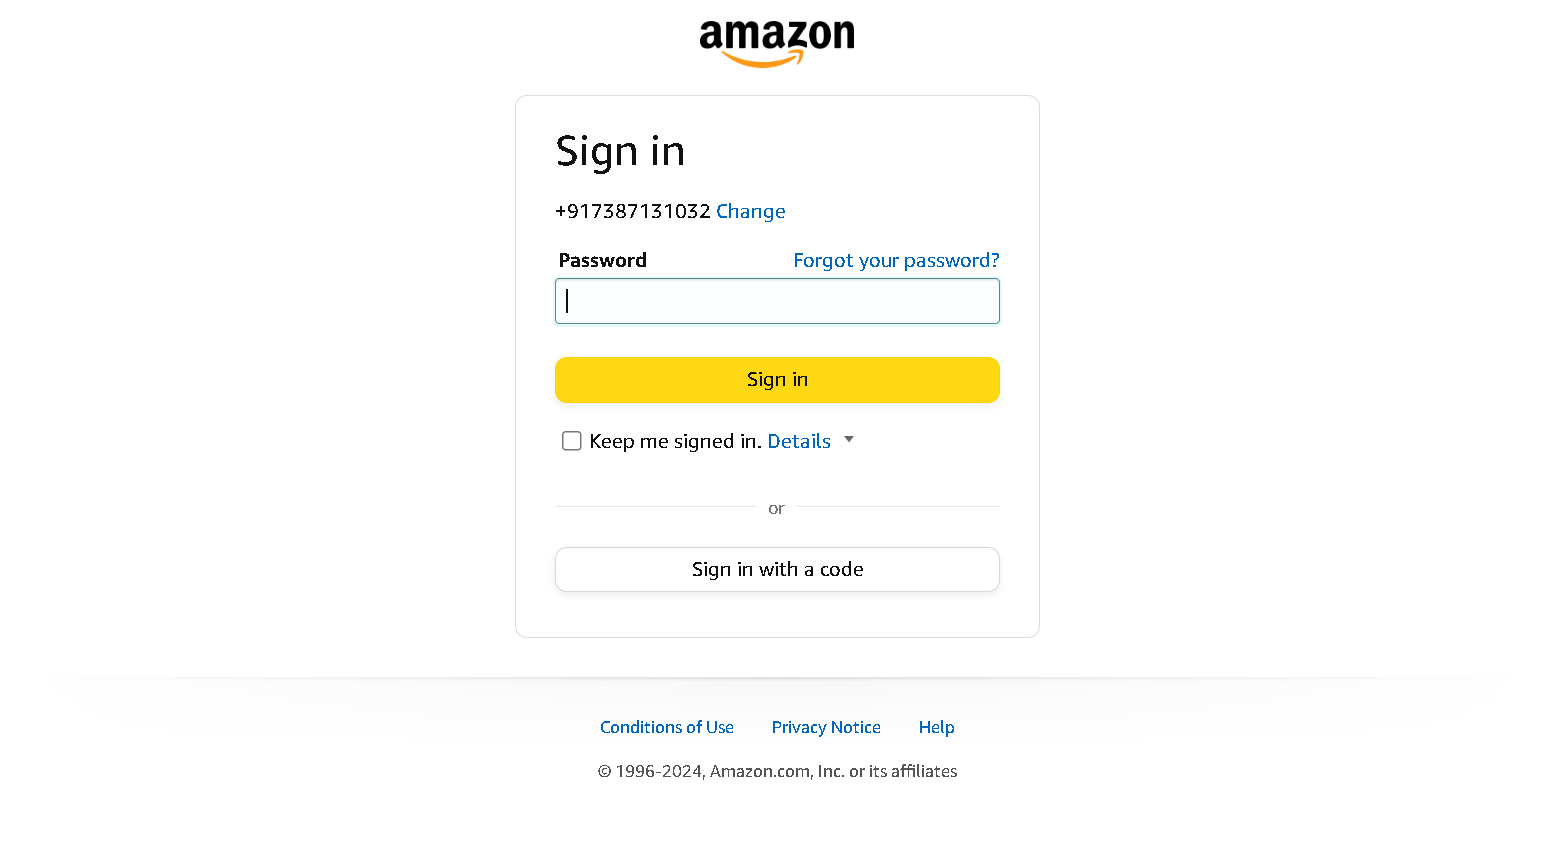 amazon
Sign in
+917387131032 Change
Password Forgot your password?
Sign in
Keep me signed in. Details
or
Sign in with a code
Conditions of Use Privacy Notice Help
© 1996-2024, Amazon.com, Inc. or its affiliates